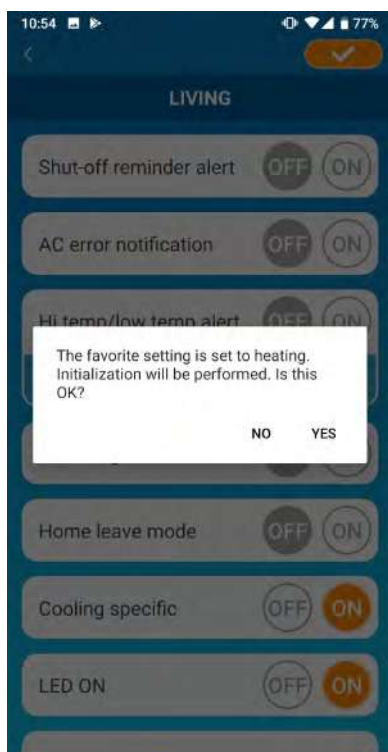 10:54 77%
LIVING
Shut-off reminder alert OFF ON
AC error notification OFF ON
Hi temp/low temp alert OFF ON
The favorite setting is set to heating.
Initialization will be performed. Is this
OK?
NO YES
Home leave mode OFF ON
Cooling specific OFF ON
LED ON OFF ON